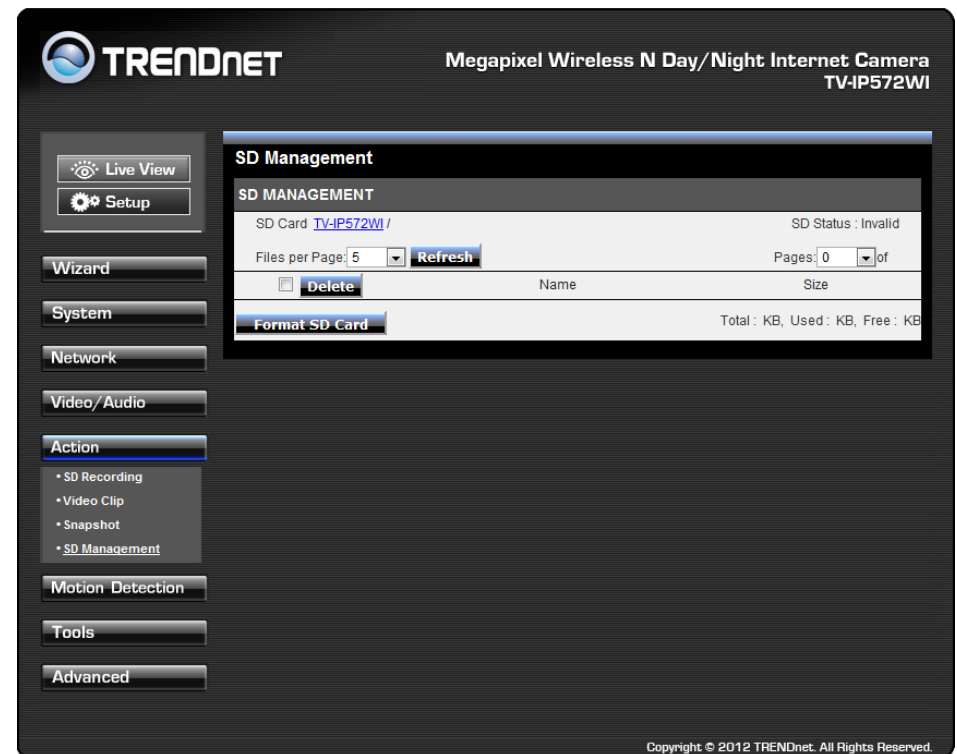 TRENDNET
Megapixel Wireless N Day/Night Internet Camera
TV-IP572WI
Live View
Setup
Wizard
System
Network
Video/Audio
Action
• SD Recording
• Video Clip
• Snapshot
• SD Management
Motion Detection
Tools
Advanced
SD Management
SD MANAGEMENT
SD Card TV-IP572WI / SD Status : Invalid
Files per Page: 5 Refresh Pages: 0 of
Delete Name Size
Format SD Card Total : KB, Used : KB, Free : KB
Copyright © 2012 TRENDnet. All Rights Reserved.